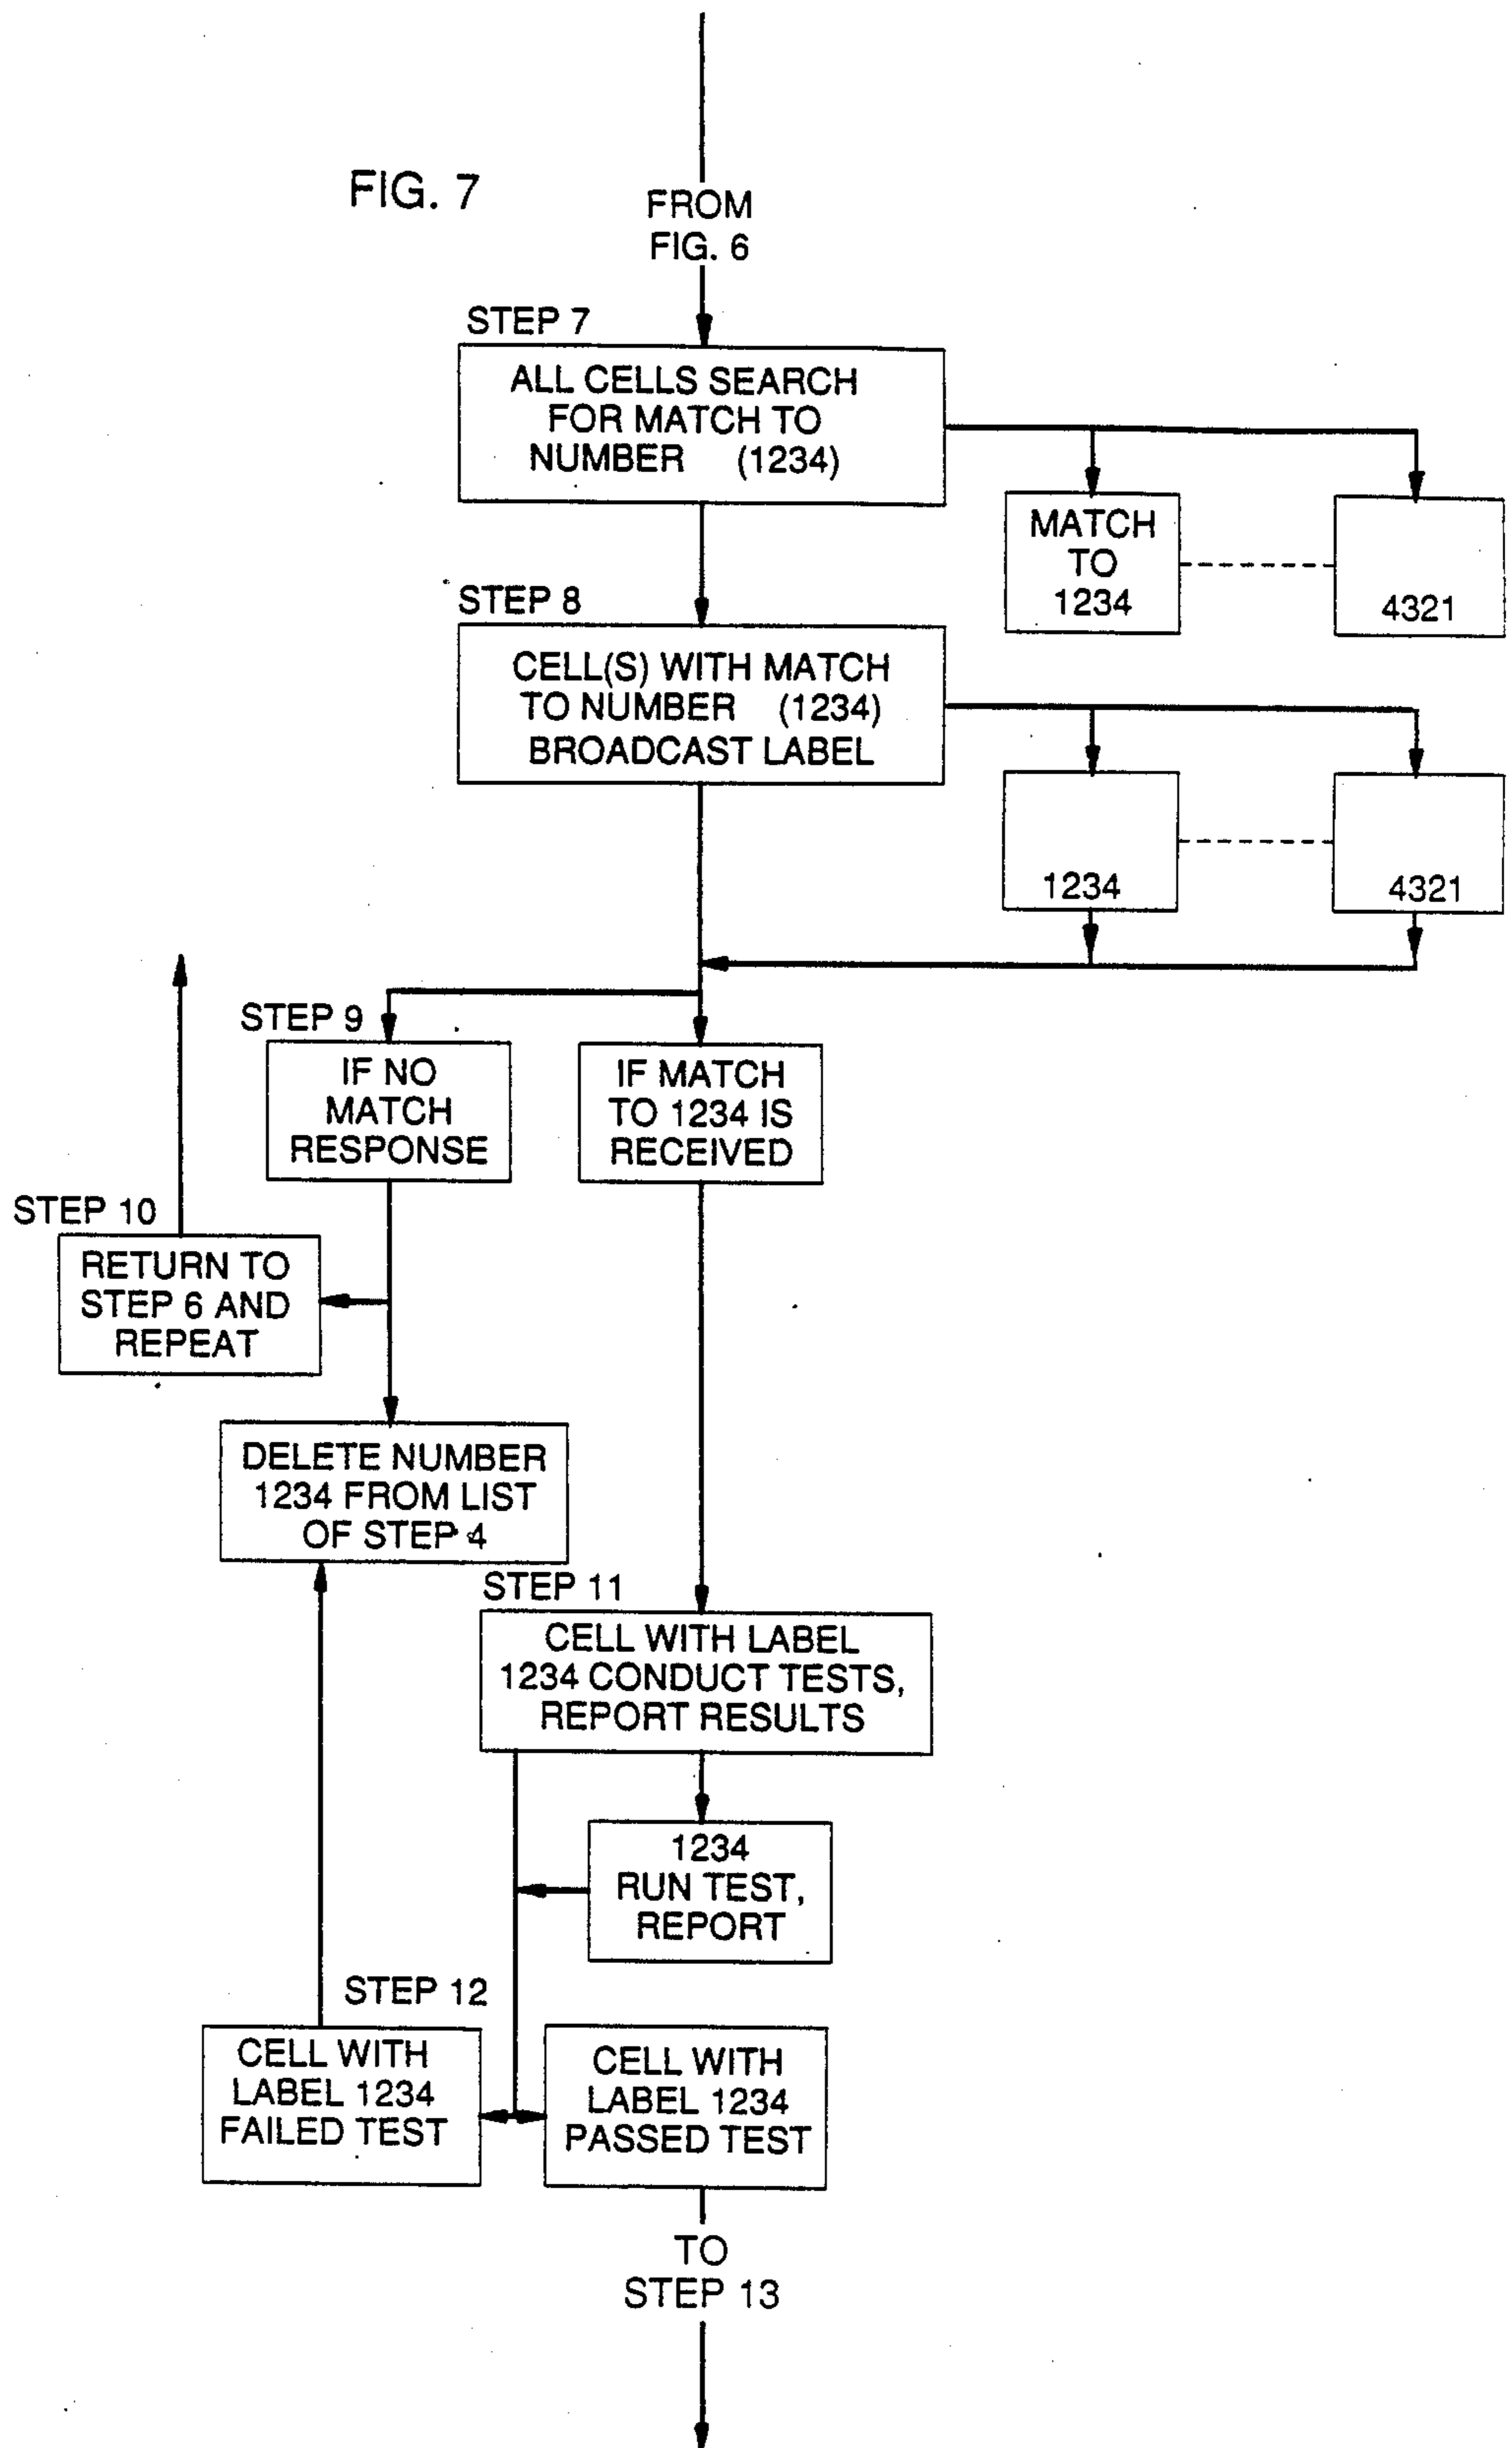 FIG. 7
FROM
FIG. 6
STEP 7
ALL CELLS SEARCH
FOR MATCH TO
NUMBER (1234)
MATCH
TO
1234
4321
STEP 8
CELL(S) WITH MATCH
TO NUMBER (1234)
BROADCAST LABEL
1234
4321
STEP 9
IF NO
MATCH
RESPONSE
IF MATCH
TO 1234 IS
RECEIVED
STEP 10
RETURN TO
STEP 6 AND
REPEAT
DELETE NUMBER
1234 FROM LIST
OF STEP 4
STEP 11
CELL WITH LABEL
1234 CONDUCT TESTS,
REPORT RESULTS
1234
RUN TEST,
REPORT
STEP 12
CELL WITH
LABEL 1234
FAILED TEST
CELL WITH
LABEL 1234
PASSED TEST
TO
STEP 13